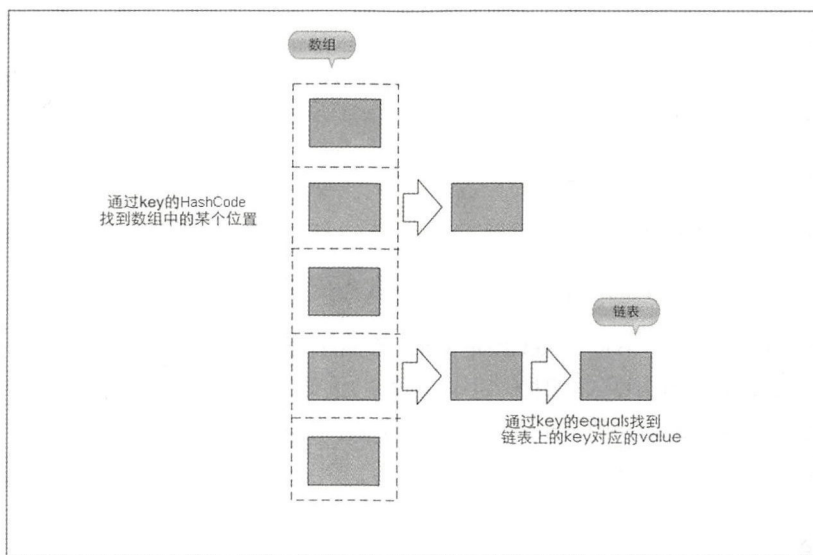 数组
通过key的HashCode
找到数组中的某个位置
链表
通过key的equals找到
链表上的key对应的value